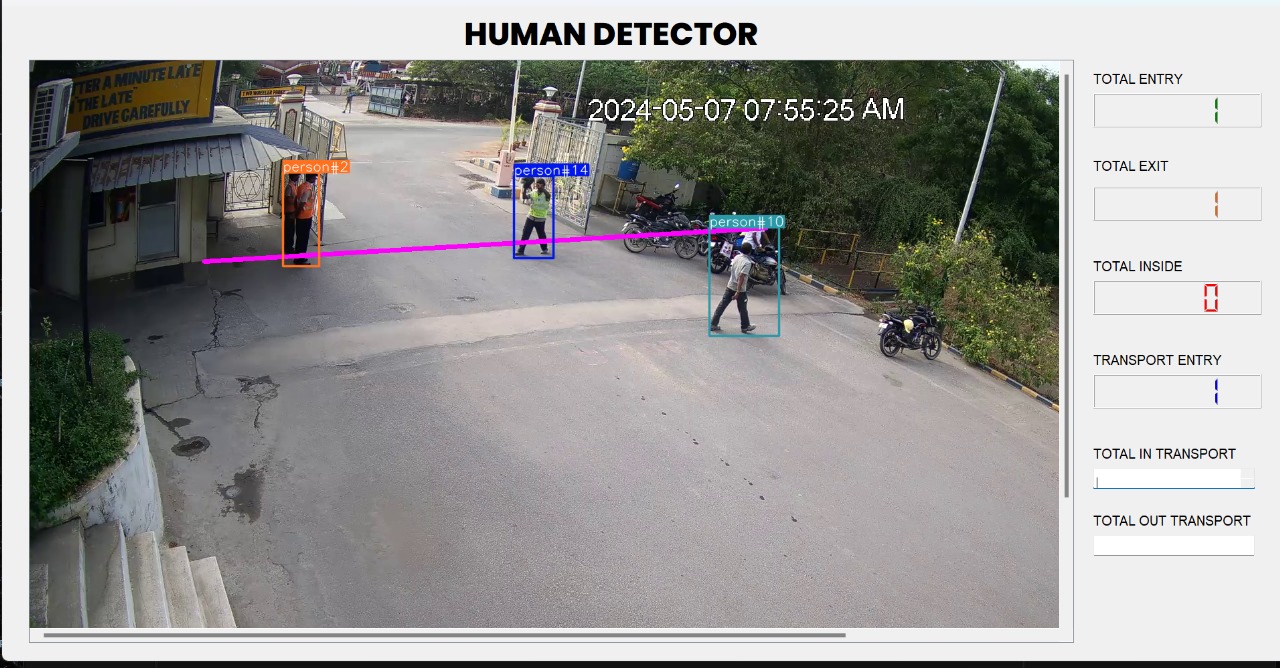 HUMAN DETECTOR
TER A MINUTE LATE
"THE LATE"
DRIVE CAREFULLY
2024-05-07 07:55:25 AM
person#2
person#14
person#10
TOTAL ENTRY
1
TOTAL EXIT
1
TOTAL INSIDE
0
TRANSPORT ENTRY
1
TOTAL IN TRANSPORT
TOTAL OUT TRANSPORT